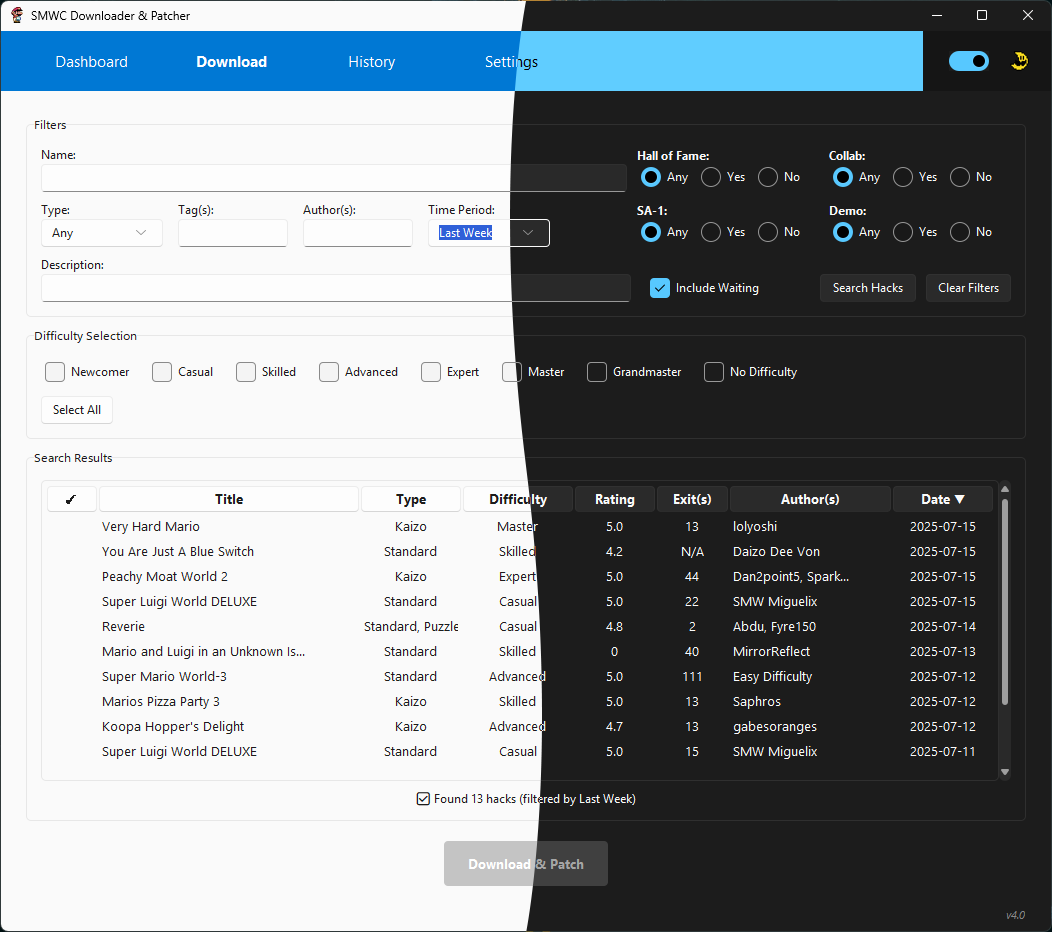 SMWC Downloader & Patcher
Dashboard Download History Settings
Filters
Name:
Hall of Fame: Collab:
Any Yes No Any Yes No
Type: Tag(s): Author(s): Time Period: SA-1: Demo:
Any Last Week Any Yes No Any Yes No
Description:
Include Waiting Search Hacks Clear Filters
Difficulty Selection
Newcomer Casual Skilled Advanced Expert Master Grandmaster No Difficulty
Select All
Search Results
✓ Title Type Difficulty Rating Exit(s) Author(s) Date ▼
Very Hard Mario Kaizo Master 5.0 13 lolyoshi 2025-07-15
You Are Just A Blue Switch Standard Skilled 4.2 N/A Daizo Dee Von 2025-07-15
Peachy Moat World 2 Kaizo Expert 5.0 44 Dan2point5, Spark... 2025-07-15
Super Luigi World DELUXE Standard Casual 5.0 22 SMW Miguelix 2025-07-15
Reverie Standard, Puzzle Casual 4.8 2 Abdu, Fyre150 2025-07-14
Mario and Luigi in an Unknown Is... Standard Skilled 0 40 MirrorReflect 2025-07-13
Super Mario World-3 Standard Advanced 5.0 111 Easy Difficulty 2025-07-12
Marios Pizza Party 3 Kaizo Skilled 5.0 13 Saphros 2025-07-12
Koopa Hopper's Delight Kaizo Advanced 4.7 13 gabesoranges 2025-07-12
Super Luigi World DELUXE Standard Casual 5.0 15 SMW Miguelix 2025-07-11
Found 13 hacks (filtered by Last Week)
Download & Patch
v4.0